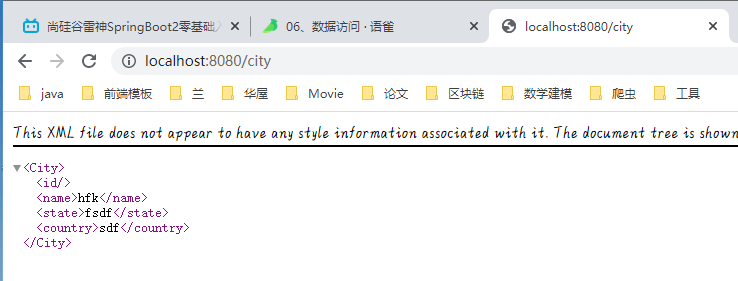 尚硅谷雷神SpringBoot2零基础
06、数据访问 · 语雀
localhost:8080/city
localhost:8080/city
java 前端模板 兰 华屋 Movie 论文 区块链 数学建模 爬虫 工具
This XML file does not appear to have any style information associated with it. The document tree is shown
<City>
<id/>
<name>hfk</name>
<state>fsdf</state>
<country>sdf</country>
</City>